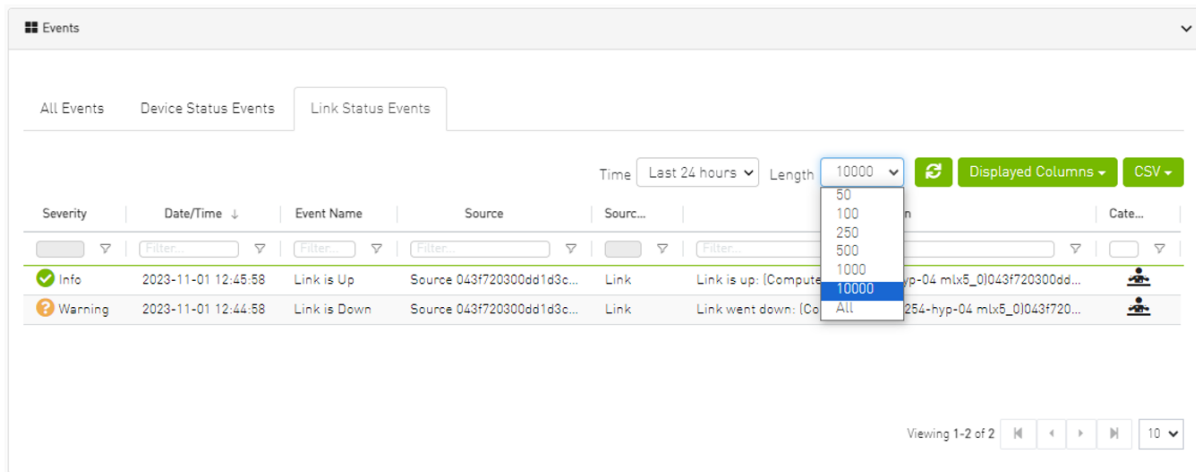 Events
All Events Device Status Events Link Status Events
Time Last 24 hours Length 10000 Displayed Columns CSV
50
100
250
500
1000
10000
All
Severity Date/Time Event Name Source Sourc... n Cate...
Filter... Filter... Filter... Filter...
Info 2023-11-01 12:45:58 Link is Up Source 043f720300dd1d3c... Link Link is up: (Compute yp-04 mlx5_0)043f720300dd...
Warning 2023-11-01 12:44:58 Link is Down Source 043f720300dd1d3c... Link Link went down: (Co 254-hyp-04 mlx5_0)043f720...
Viewing 1-2 of 2 10